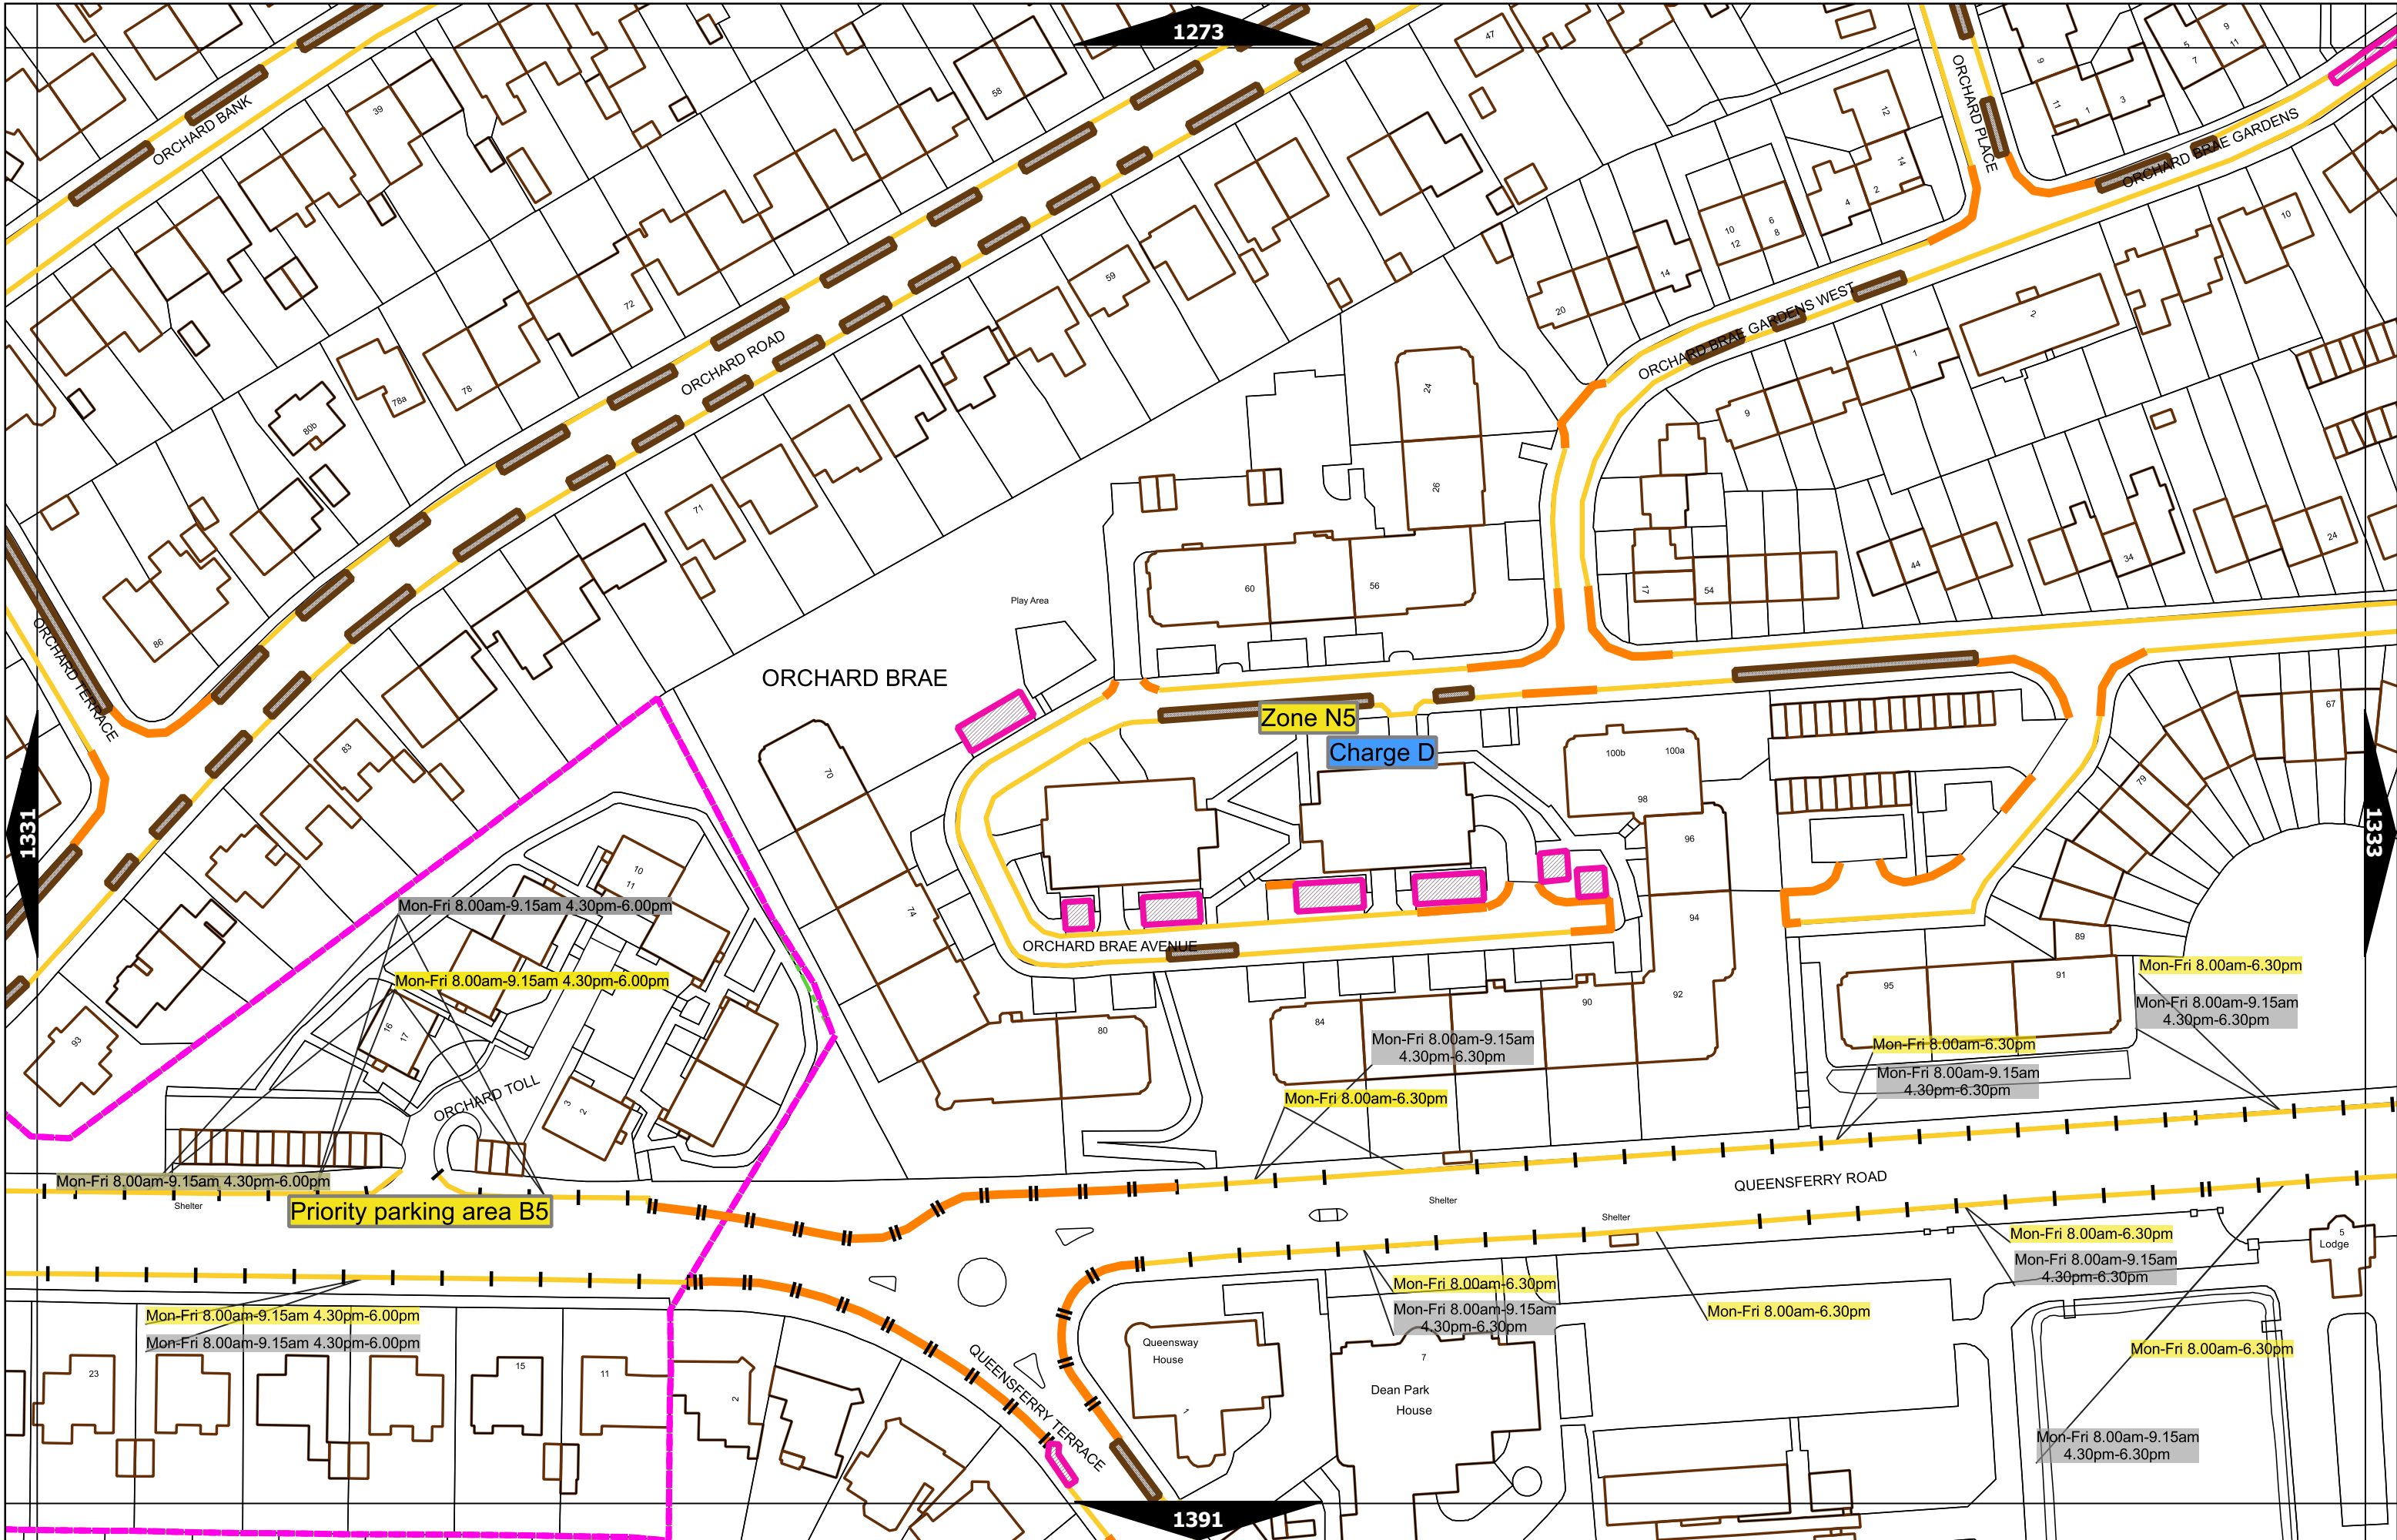 1273
47
9
11
5
7
9
11
1
3
ORCHARD BANK
39
58
ORCHARD PLACE
12
14
2
4
ORCHARD BRAE GARDENS
6
8
10
12
14
10
20
72
59
ORCHARD ROAD
ORCHARD BRAE GARDENS WEST
2
1
9
78
78a
80b
24
26
71
60
56
17
54
44
34
24
Play Area
86
ORCHARD TERRACE
ORCHARD BRAE
Zone N5
Charge D
83
70
100b
100a
98
67
79
1331
1333
96
94
10
11
74
Mon-Fri 8.00am-9.15am 4.30pm-6.00pm
ORCHARD BRAE AVENUE
89
91
95
Mon-Fri 8.00am-9.15am 4.30pm-6.00pm
Mon-Fri 8.00am-6.30pm
Mon-Fri 8.00am-9.15am
4.30pm-6.30pm
16
17
93
80
84
90
92
Mon-Fri 8.00am-9.15am
4.30pm-6.30pm
Mon-Fri 8.00am-6.30pm
Mon-Fri 8.00am-9.15am
4.30pm-6.30pm
Mon-Fri 8.00am-6.30pm
ORCHARD TOLL
3
2
Mon-Fri 8.00am-9.15am 4.30pm-6.00pm
QUEENSFERRY ROAD
Shelter
Priority parking area B5
Shelter
Shelter
Mon-Fri 8.00am-6.30pm
5
Lodge
Mon-Fri 8.00am-9.15am
4.30pm-6.30pm
Mon-Fri 8.00am-6.30pm
Mon-Fri 8.00am-9.15am
4.30pm-6.30pm
Mon-Fri 8.00am-6.30pm
Mon-Fri 8.00am-9.15am 4.30pm-6.00pm
Mon-Fri 8.00am-9.15am 4.30pm-6.00pm
Mon-Fri 8.00am-6.30pm
Queensway
House
1
7
Dean Park
House
23
15
11
2
QUEENSFERRY TERRACE
Mon-Fri 8.00am-9.15am
4.30pm-6.30pm
1391